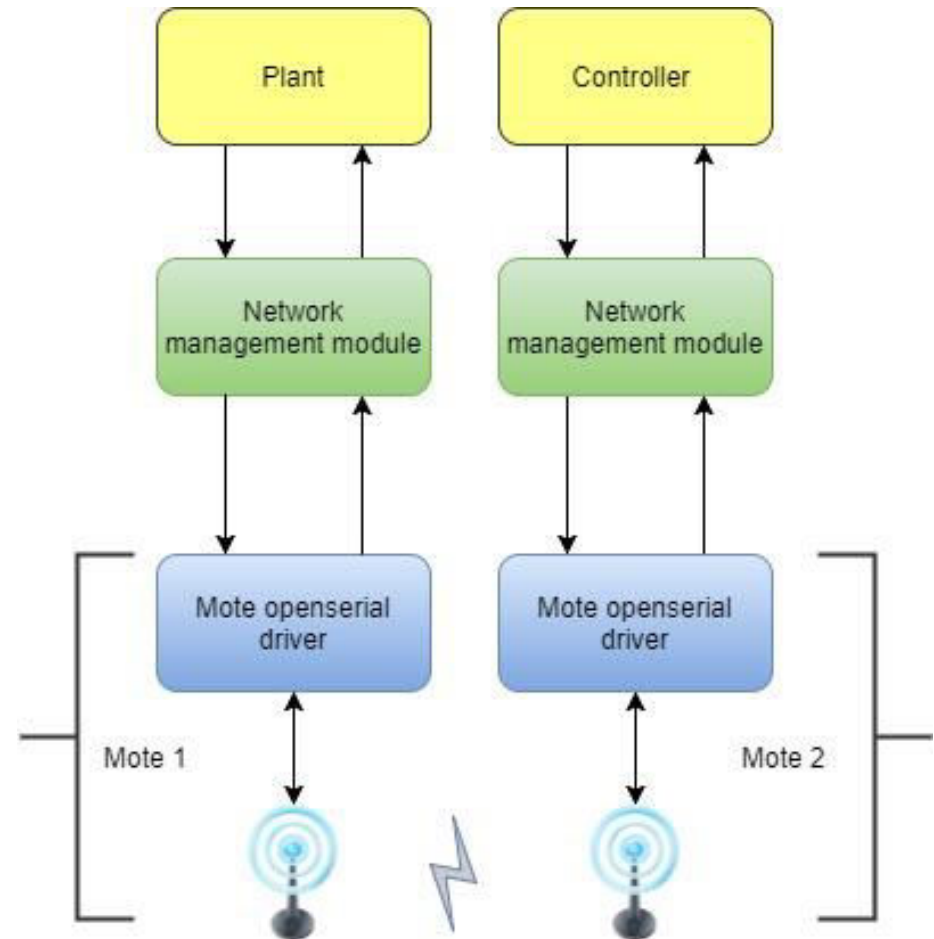 Plant
Controller
Network
management module
Network
management module
Mote openserial
driver
Mote openserial
driver
Mote 1
Mote 2